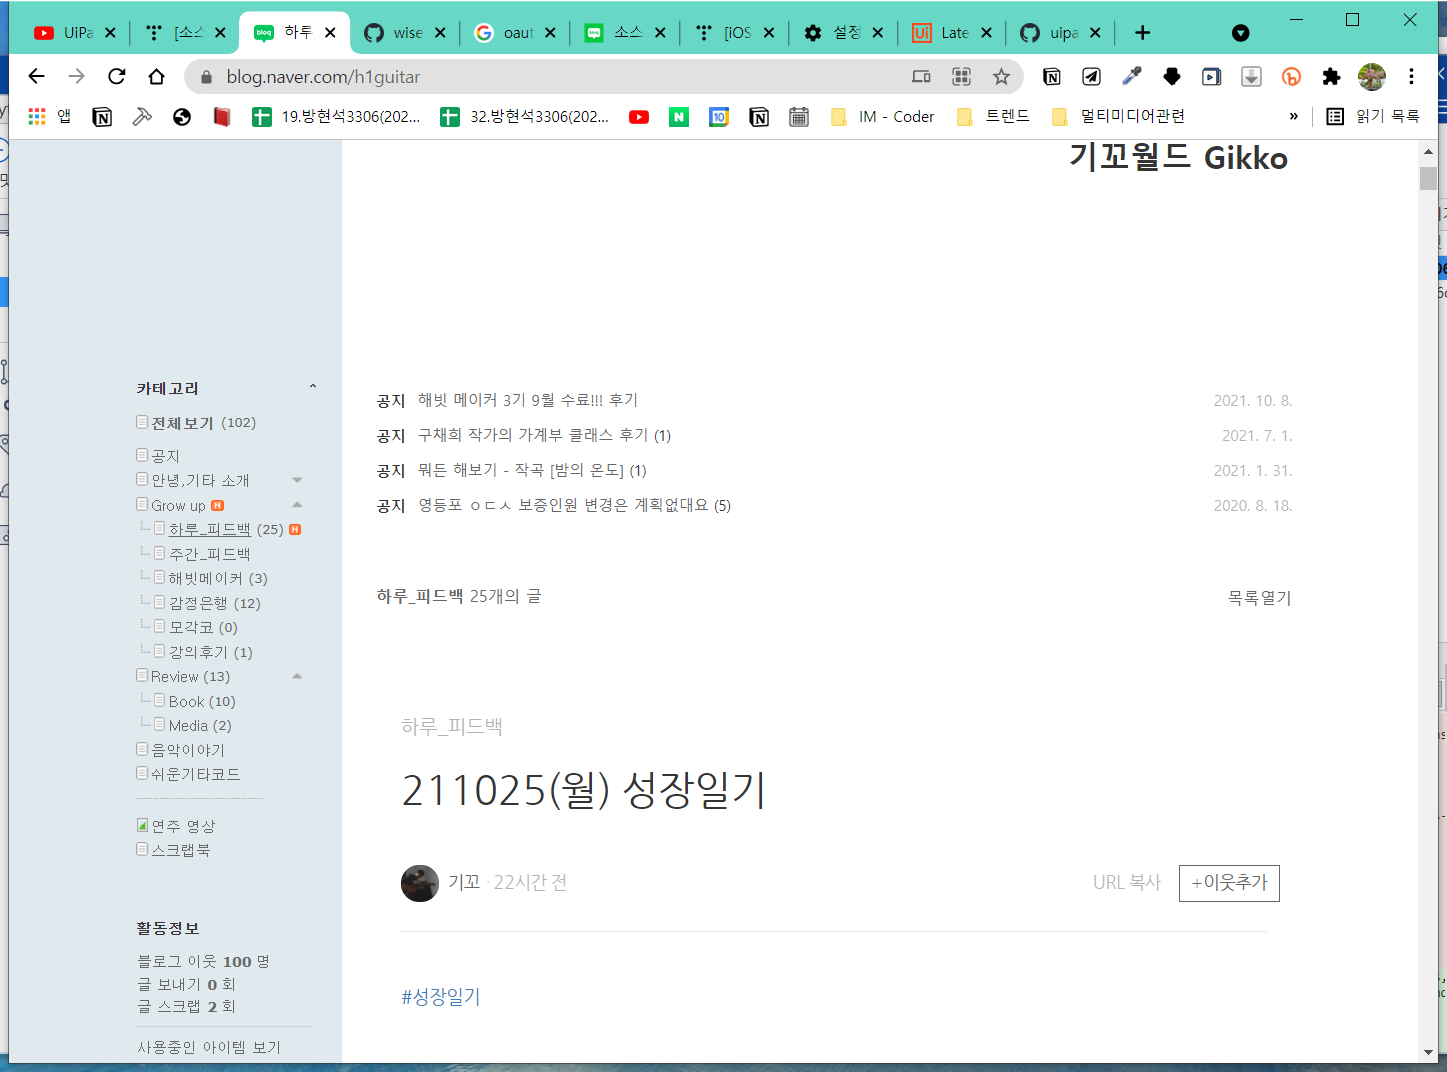 UiPa
[소스
하루
wise
oaut
소스
[iOS
설정
Late
uipa
blog.naver.com/h1guitar
앱
19.방현석3306(202...
32.방현석3306(202...
IM - Coder
트렌드
멀티미디어관련
»
읽기 목록
기꼬월드 Gikko
카테고리
전체보기 (102)
공지
안녕,기타 소개
Grow up N
하루_피드백 (25) N
주간_피드백
해빗메이커 (3)
감정은행 (12)
모각코 (0)
강의후기 (1)
Review (13)
Book (10)
Media (2)
음악이야기
쉬운기타코드
연주 영상
스크랩북
활동정보
블로그 이웃 100 명
글 보내기 0 회
글 스크랩 2 회
사용중인 아이템 보기
공지 해빗 메이커 3기 9월 수료!!! 후기 2021. 10. 8.
공지 구채희 작가의 가계부 클래스 후기 (1) 2021. 7. 1.
공지 뭐든 해보기 - 작곡 [밤의 온도] (1) 2021. 1. 31.
공지 영등포 ㅇㄷㅅ 보증인원 변경은 계획없대요 (5) 2020. 8. 18.
하루_피드백 25개의 글 목록열기
하루_피드백
211025(월) 성장일기
기꼬 · 22시간 전 URL 복사 +이웃추가
#성장일기